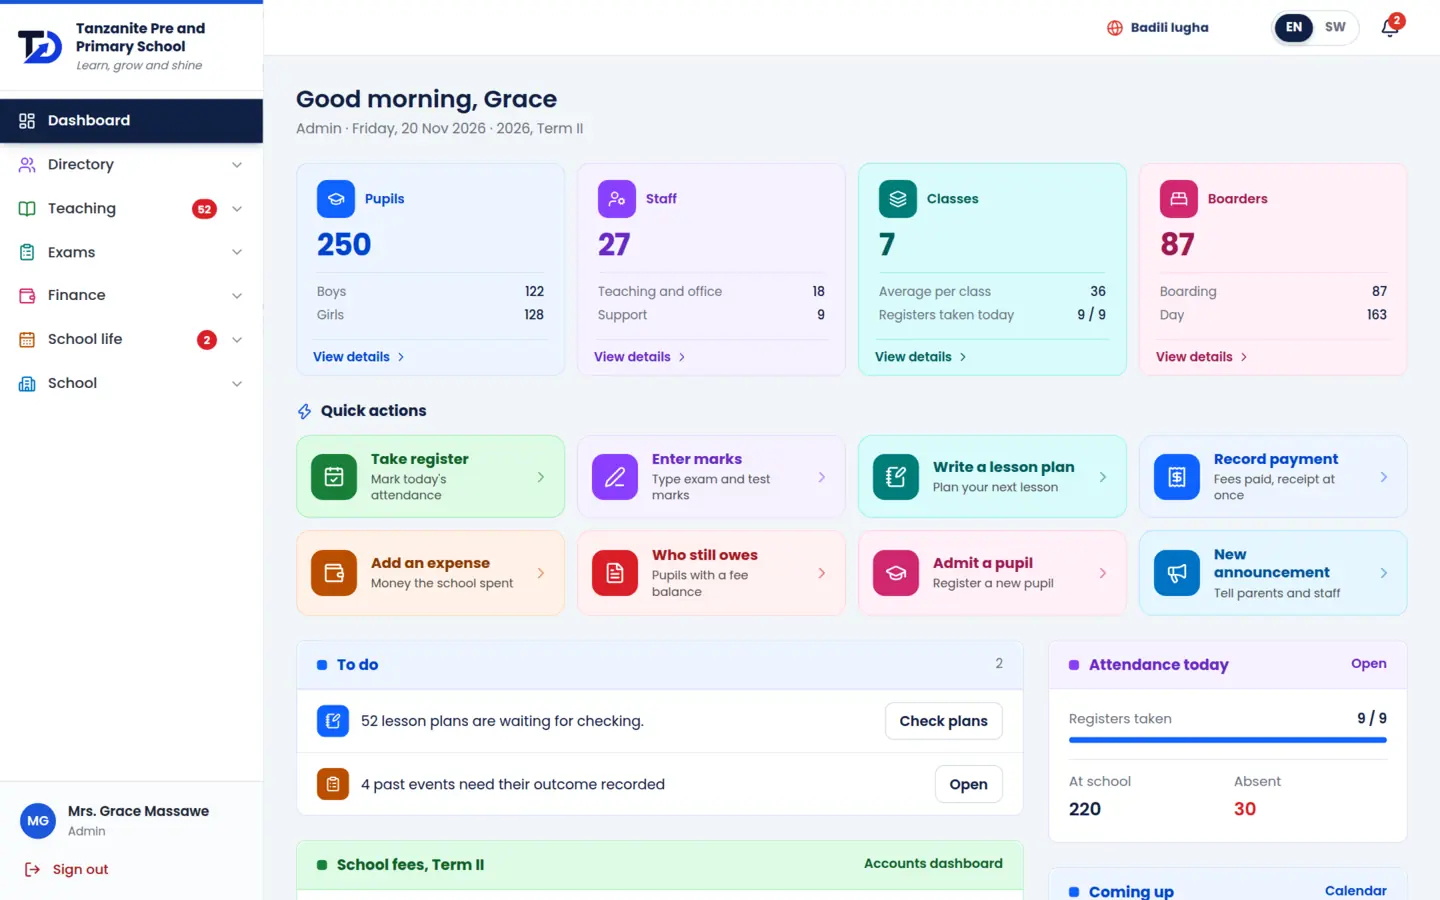 Tanzanite Pre and
Primary School
Learn, grow and shine
Dashboard
Directory
Teaching 52
Exams
Finance
School life 2
School
Mrs. Grace Massawe
MG
Admin
Sign out
Badili lugha EN SW 2
Good morning, Grace
Admin · Friday, 20 Nov 2026 · 2026, Term II
Pupils
250
Boys 122
Girls 128
View details
Staff
27
Teaching and office 18
Support 9
View details
Classes
7
Average per class 36
Registers taken today 9 / 9
View details
Boarders
87
Boarding 87
Day 163
View details
Quick actions
Take register
Mark today's
attendance
Enter marks
Type exam and test
marks
Write a lesson plan
Plan your next lesson
Record payment
Fees paid, receipt at
once
Add an expense
Money the school spent
Who still owes
Pupils with a fee
balance
Admit a pupil
Register a new pupil
New
announcement
Tell parents and staff
To do 2
52 lesson plans are waiting for checking. Check plans
4 past events need their outcome recorded Open
School fees, Term II Accounts dashboard
Attendance today Open
Registers taken 9 / 9
At school Absent
220 30
Coming up Calendar